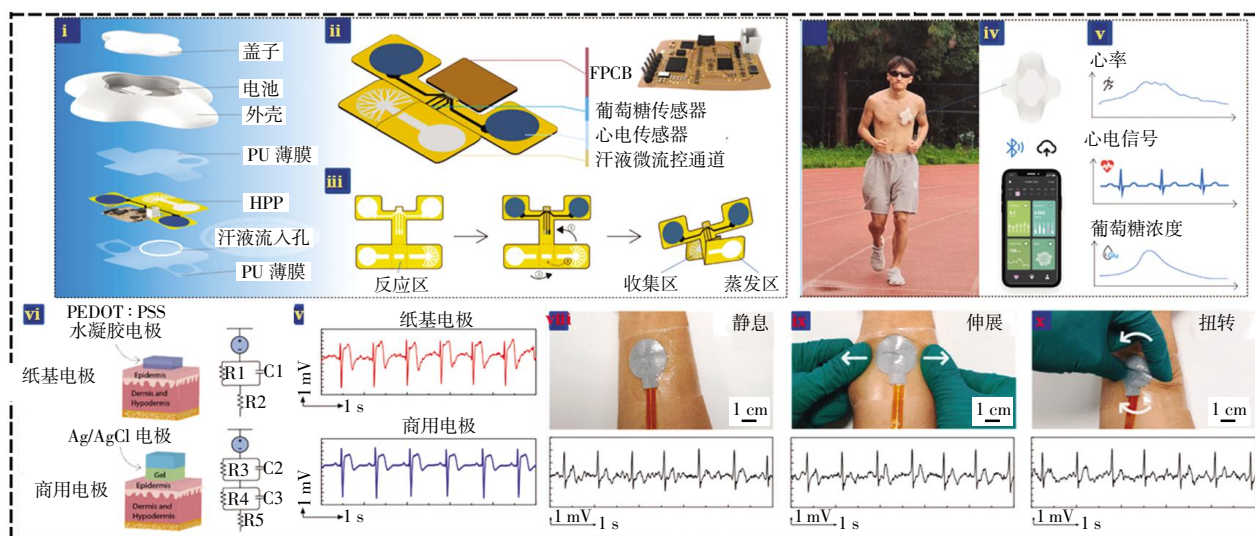 i
盖子
电池
外壳
PU 薄膜
HPP
汗液流入孔
PU 薄膜
ii
FPCB
葡萄糖传感器
心电传感器
汗液微流控通道
iii
反应区
收集区
蒸发区
iv
v
心率
心电信号
葡萄糖浓度
vi
PEDOT：PSS
水凝胶电极
纸基电极
Epidermis
Dermis and
Hypodermis
R1
C1
R2
Ag/AgCl 电极
商用电极
Gel
Epidermis
Dermis and
Hypodermis
R3
C2
R4
C3
R5
v
纸基电极
1 mV
1 s
商用电极
1 mV
1 s
viii
静息
1 cm
1 mV
1 s
ix
伸展
1 cm
1 mV
1 s
x
扭转
1 cm
1 mV
1 s